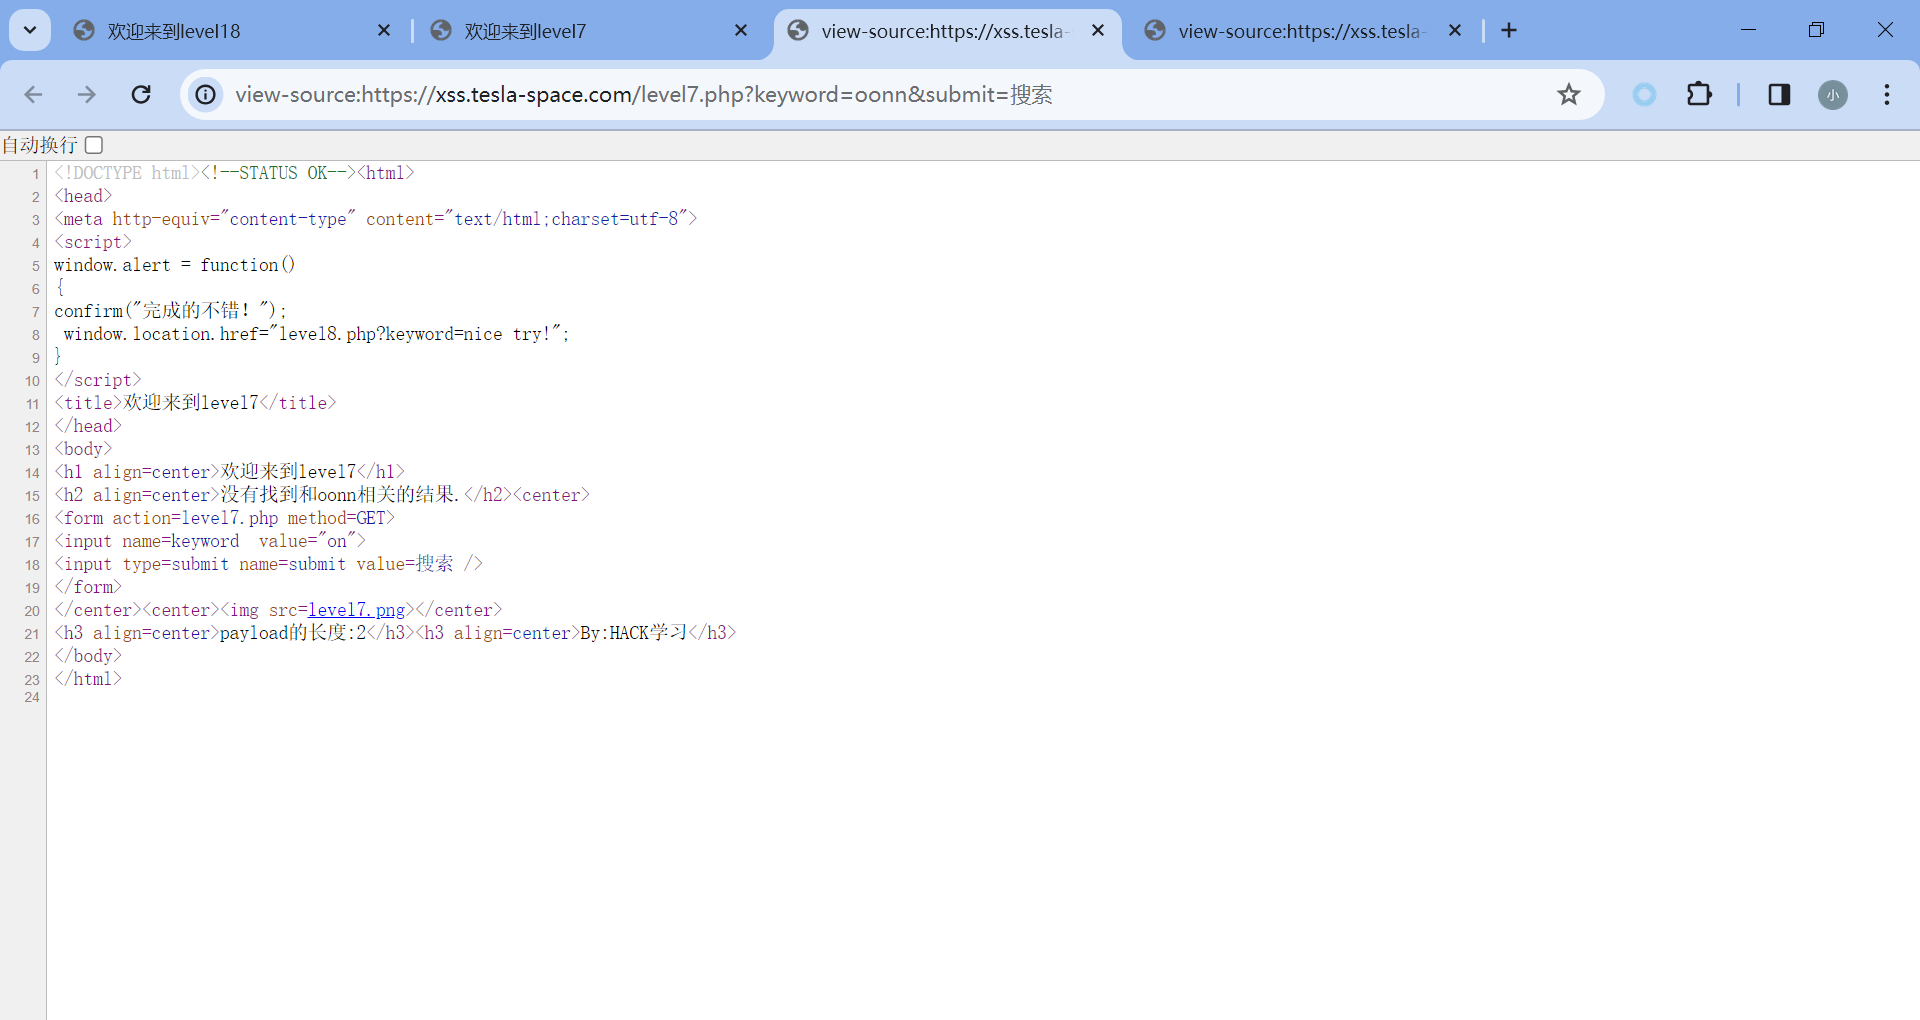 欢迎来到level18
欢迎来到level7
view-source:https://xss.tesla-
view-source:https://xss.tesla-
view-source:https://xss.tesla-space.com/level7.php?keyword=oonn&submit=搜索
小
自动换行
1 <!DOCTYPE html><!--STATUS OK--><html>
2 <head>
3 <meta http-equiv="content-type" content="text/html;charset=utf-8">
4 <script>
5 window.alert = function()
6 {
7 confirm("完成的不错！");
8  window.location.href="level8.php?keyword=nice try!";
9 }
10 </script>
11 <title>欢迎来到level7</title>
12 </head>
13 <body>
14 <h1 align=center>欢迎来到level7</h1>
15 <h2 align=center>没有找到和oonn相关的结果.</h2><center>
16 <form action=level7.php method=GET>
17 <input name=keyword  value="on">
18 <input type=submit name=submit value=搜索 />
19 </form>
20 </center><center><img src=level7.png></center>
21 <h3 align=center>payload的长度:2</h3><h3 align=center>By:HACK学习</h3>
22 </body>
23 </html>
24